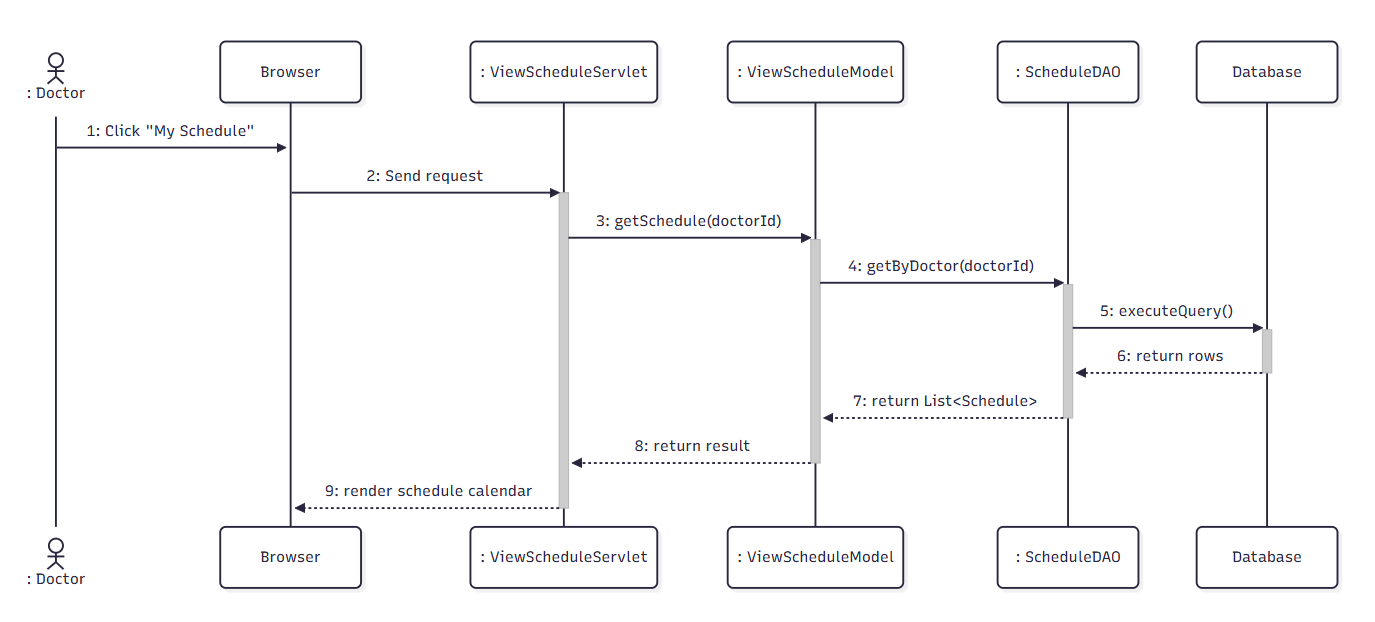 Browser
: ViewScheduleServlet
: ViewScheduleModel
: ScheduleDAO
Database
: Doctor
1: Click "My Schedule"
2: Send request
3: getSchedule(doctorId)
4: getByDoctor(doctorId)
5: executeQuery()
6: return rows
7: return List<Schedule>
8: return result
9: render schedule calendar
Browser
: ViewScheduleServlet
: ViewScheduleModel
: ScheduleDAO
Database
: Doctor